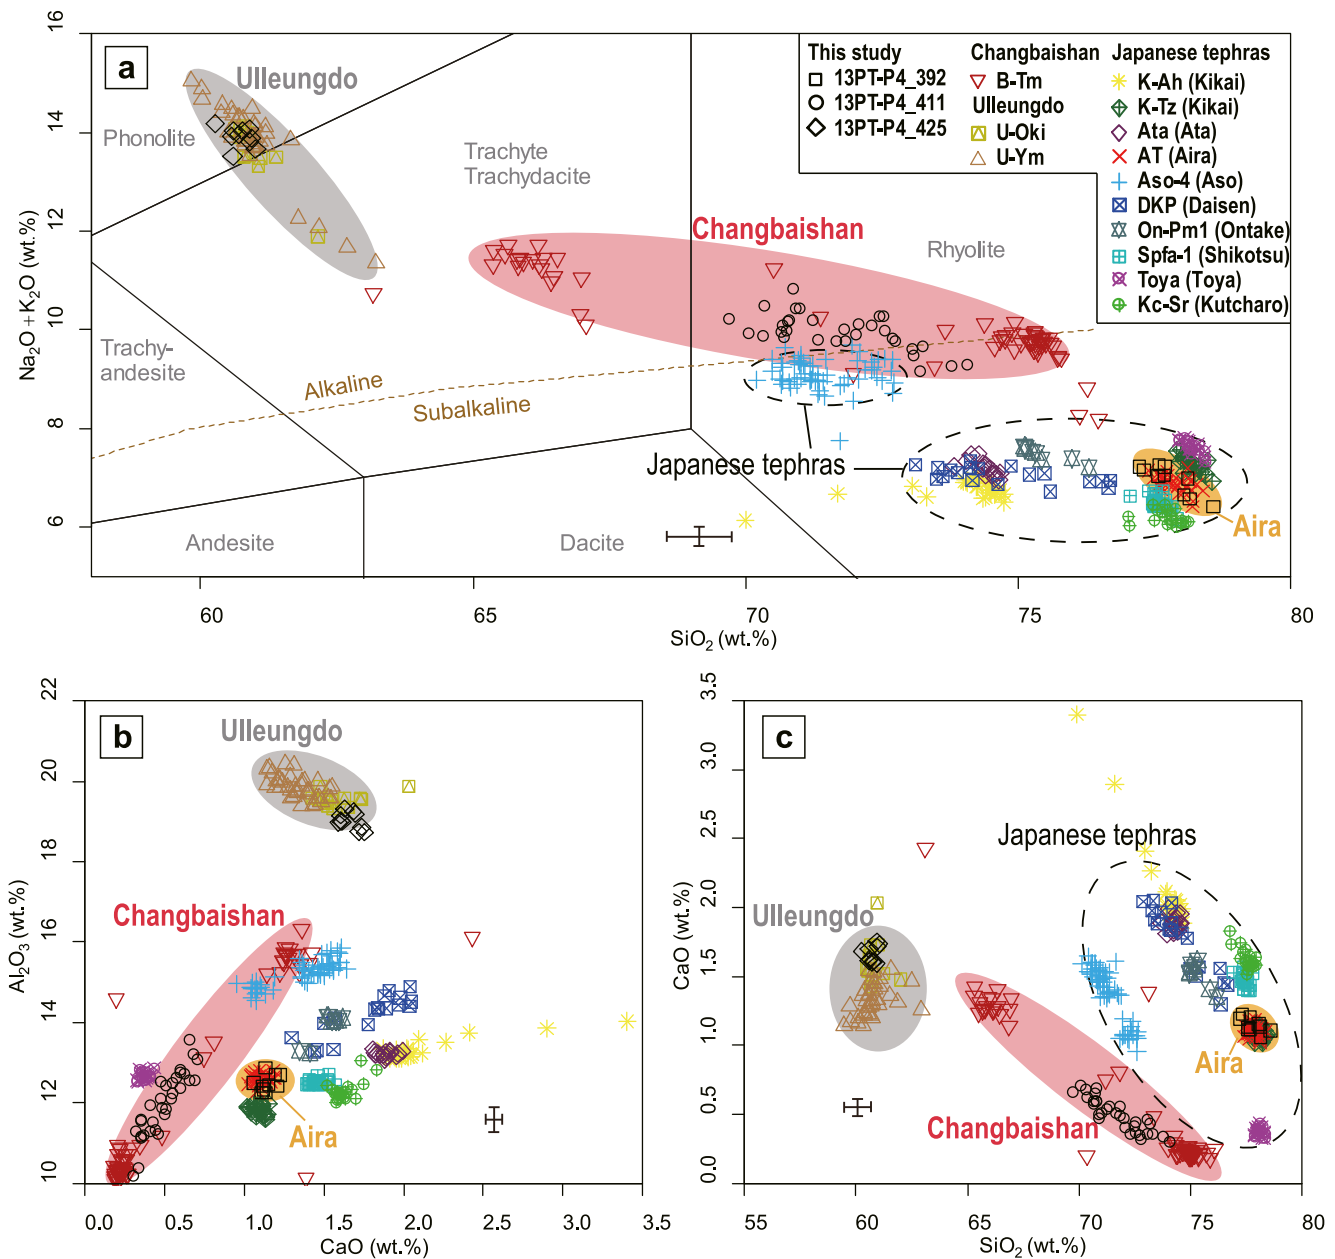 a
Ulleungdo
Phonolite
Trachyte
Trachydacite
Changbaishan
Rhyolite
Trachy-
andesite
Alkaline
Subalkaline
Japanese tephras
Andesite
Dacite
Aira
This study
13PT-P4_392
13PT-P4_411
13PT-P4_425
Changbaishan
B-Tm
Ulleungdo
U-Oki
U-Ym
Japanese tephras
K-Ah (Kikai)
K-Tz (Kikai)
Ata (Ata)
AT (Aira)
Aso-4 (Aso)
DKP (Daisen)
On-Pm1 (Ontake)
Spfa-1 (Shikotsu)
Toya (Toya)
Kc-Sr (Kutcharo)
16
14
12
10
8
6
Na₂O+K₂O (wt.%)
60
65
70
75
80
SiO₂ (wt.%)
b
Ulleungdo
Changbaishan
Aira
22
20
18
16
14
12
10
Al₂O₃ (wt.%)
0.0
0.5
1.0
1.5
2.0
2.5
3.0
3.5
CaO (wt.%)
c
Japanese tephras
Ulleungdo
Aira
Changbaishan
3.5
3.0
2.5
2.0
1.5
1.0
0.5
0.0
CaO (wt.%)
55
60
65
70
75
80
SiO₂ (wt.%)